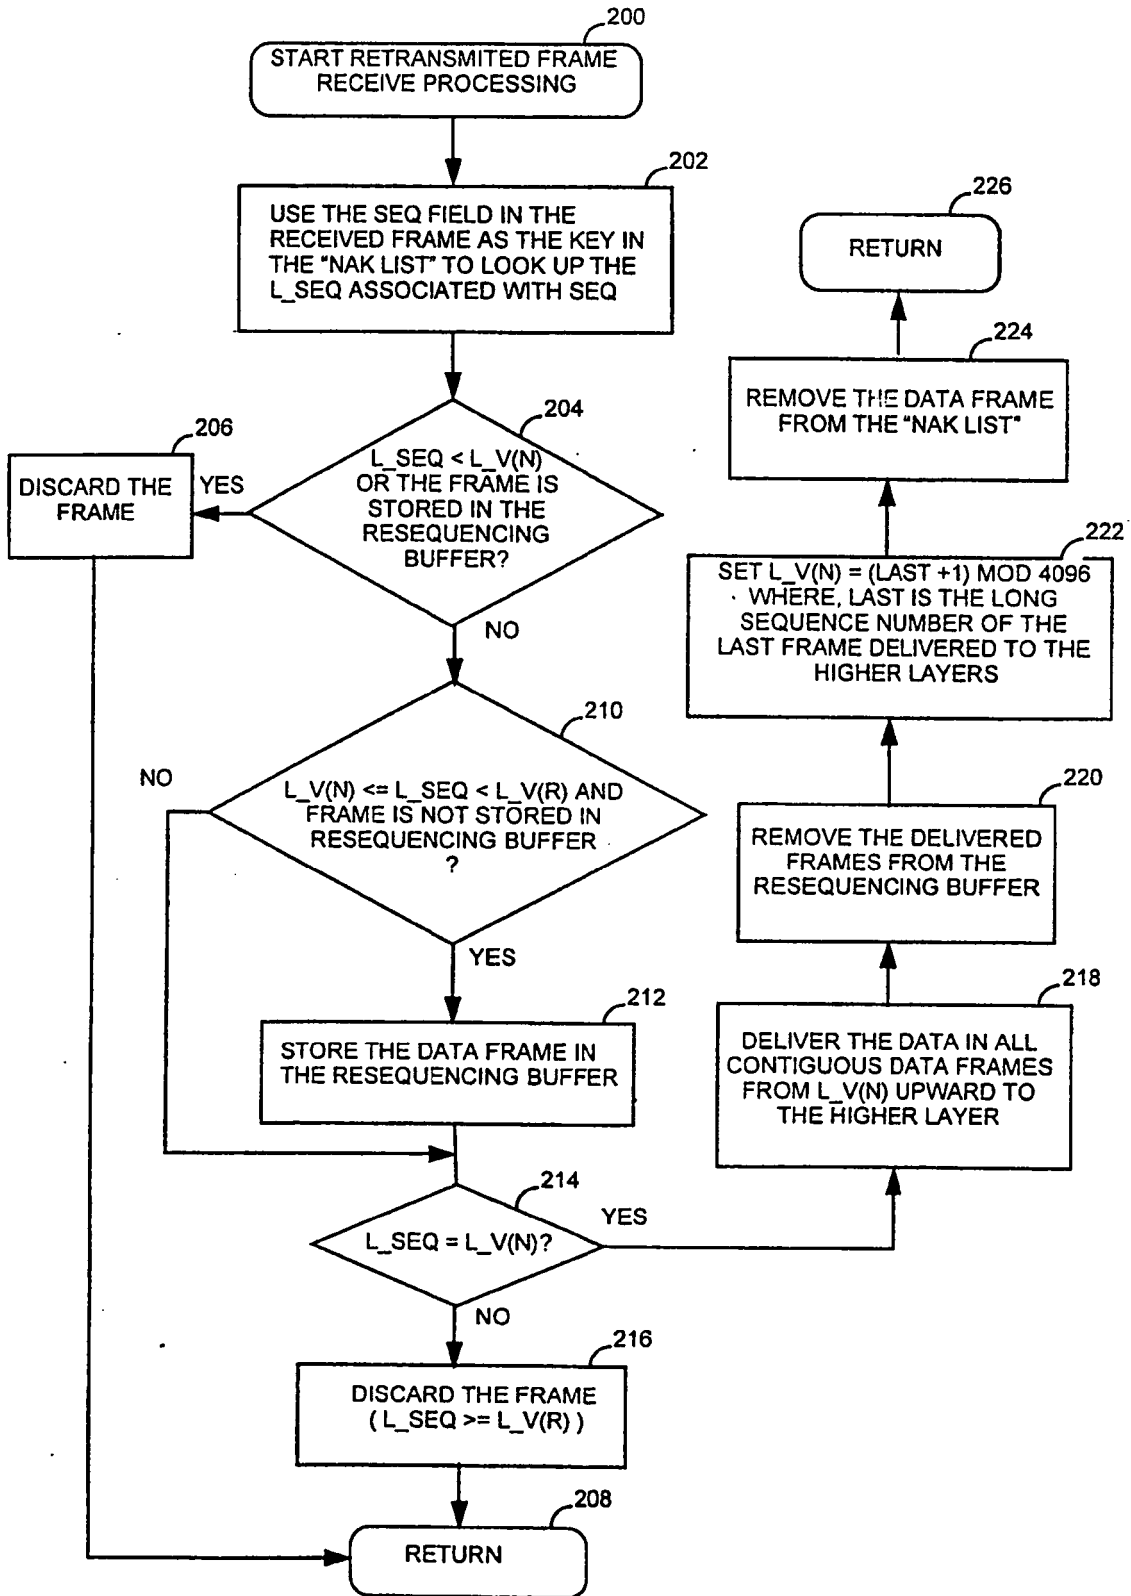 200
START RETRANSMITED FRAME
RECEIVE PROCESSING
202
USE THE SEQ FIELD IN THE
RECEIVED FRAME AS THE KEY IN
THE "NAK LIST" TO LOOK UP THE
L_SEQ ASSOCIATED WITH SEQ
204
L_SEQ < L_V(N)
OR THE FRAME IS
STORED IN THE
RESEQUENCING
BUFFER?
YES
206
DISCARD THE
FRAME
NO
210
L_V(N) <= L_SEQ < L_V(R) AND
FRAME IS NOT STORED IN
RESEQUENCING BUFFER
?
NO
YES
212
STORE THE DATA FRAME IN
THE RESEQUENCING BUFFER
214
L_SEQ = L_V(N)?
YES
NO
216
DISCARD THE FRAME
( L_SEQ >= L_V(R) )
208
RETURN
218
DELIVER THE DATA IN ALL
CONTIGUOUS DATA FRAMES
FROM L_V(N) UPWARD TO
THE HIGHER LAYER
220
REMOVE THE DELIVERED
FRAMES FROM THE
RESEQUENCING BUFFER
222
SET L_V(N) = (LAST +1) MOD 4096
WHERE, LAST IS THE LONG
SEQUENCE NUMBER OF THE
LAST FRAME DELIVERED TO THE
HIGHER LAYERS
224
REMOVE THE DATA FRAME
FROM THE "NAK LIST"
226
RETURN